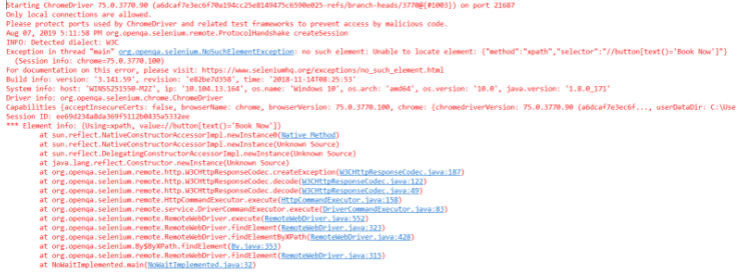 Starting ChromeDriver 75.0.3770.90 (a6dcaf7e3ec6f70a194cc25e8149475c6590e025-refs/branch-heads/3770@{#1003}) on port 21687
Only local connections are allowed.
Please protect ports used by ChromeDriver and related test frameworks to prevent access by malicious code.
Aug 07, 2019 5:11:58 PM org.openqa.selenium.remote.ProtocolHandshake createSession
INFO: Detected dialect: W3C
Exception in thread "main" org.openqa.selenium.NoSuchElementException: no such element: Unable to locate element: {"method":"xpath","selector":"//button[text()='Book Now']"}
(Session info: chrome=75.0.3770.100)
For documentation on this error, please visit: https://www.seleniumhq.org/exceptions/no_such_element.html
Build info: version: '3.141.59', revision: 'e82be7d358', time: '2018-11-14T08:25:53'
System info: host: 'WIN55251550-M2Z', ip: '10.104.13.164', os.name: 'Windows 10', os.arch: 'amd64', os.version: '10.0', java.version: '1.8.0_171'
Driver info: org.openqa.selenium.chrome.ChromeDriver
Capabilities {acceptInsecureCerts: false, browserName: chrome, browserVersion: 75.0.3770.100, chrome: {chromedriverVersion: 75.0.3770.90 (a6dcaf7e3ec6f..., userDataDir: C:\Use
Session ID: ee69d234a8da369f5112b0435a5332ee
*** Element info: {Using=xpath, value=//button[text()='Book Now']}
at sun.reflect.NativeConstructorAccessorImpl.newInstance0(Native Method)
at sun.reflect.NativeConstructorAccessorImpl.newInstance(Unknown Source)
at sun.reflect.DelegatingConstructorAccessorImpl.newInstance(Unknown Source)
at java.lang.reflect.Constructor.newInstance(Unknown Source)
at org.openqa.selenium.remote.http.W3CHttpResponseCodec.createException(W3CHttpResponseCodec.java:187)
at org.openqa.selenium.remote.http.W3CHttpResponseCodec.decode(W3CHttpResponseCodec.java:122)
at org.openqa.selenium.remote.http.W3CHttpResponseCodec.decode(W3CHttpResponseCodec.java:49)
at org.openqa.selenium.remote.HttpCommandExecutor.execute(HttpCommandExecutor.java:158)
at org.openqa.selenium.remote.service.DriverCommandExecutor.execute(DriverCommandExecutor.java:83)
at org.openqa.selenium.remote.RemoteWebDriver.execute(RemoteWebDriver.java:552)
at org.openqa.selenium.remote.RemoteWebDriver.findElement(RemoteWebDriver.java:323)
at org.openqa.selenium.remote.RemoteWebDriver.findElementByXPath(RemoteWebDriver.java:428)
at org.openqa.selenium.By$ByXPath.findElement(By.java:353)
at org.openqa.selenium.remote.RemoteWebDriver.findElement(RemoteWebDriver.java:315)
at NoWaitImplemented.main(NoWaitImplemented.java:32)